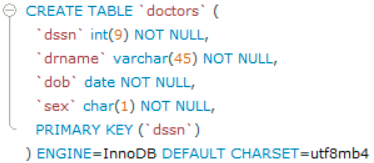 CREATE TABLE `doctors` (
`dssn` int(9) NOT NULL,
`drname` varchar(45) NOT NULL,
`dob` date NOT NULL,
`sex` char(1) NOT NULL,
PRIMARY KEY (`dssn`)
) ENGINE=InnoDB DEFAULT CHARSET=utf8mb4